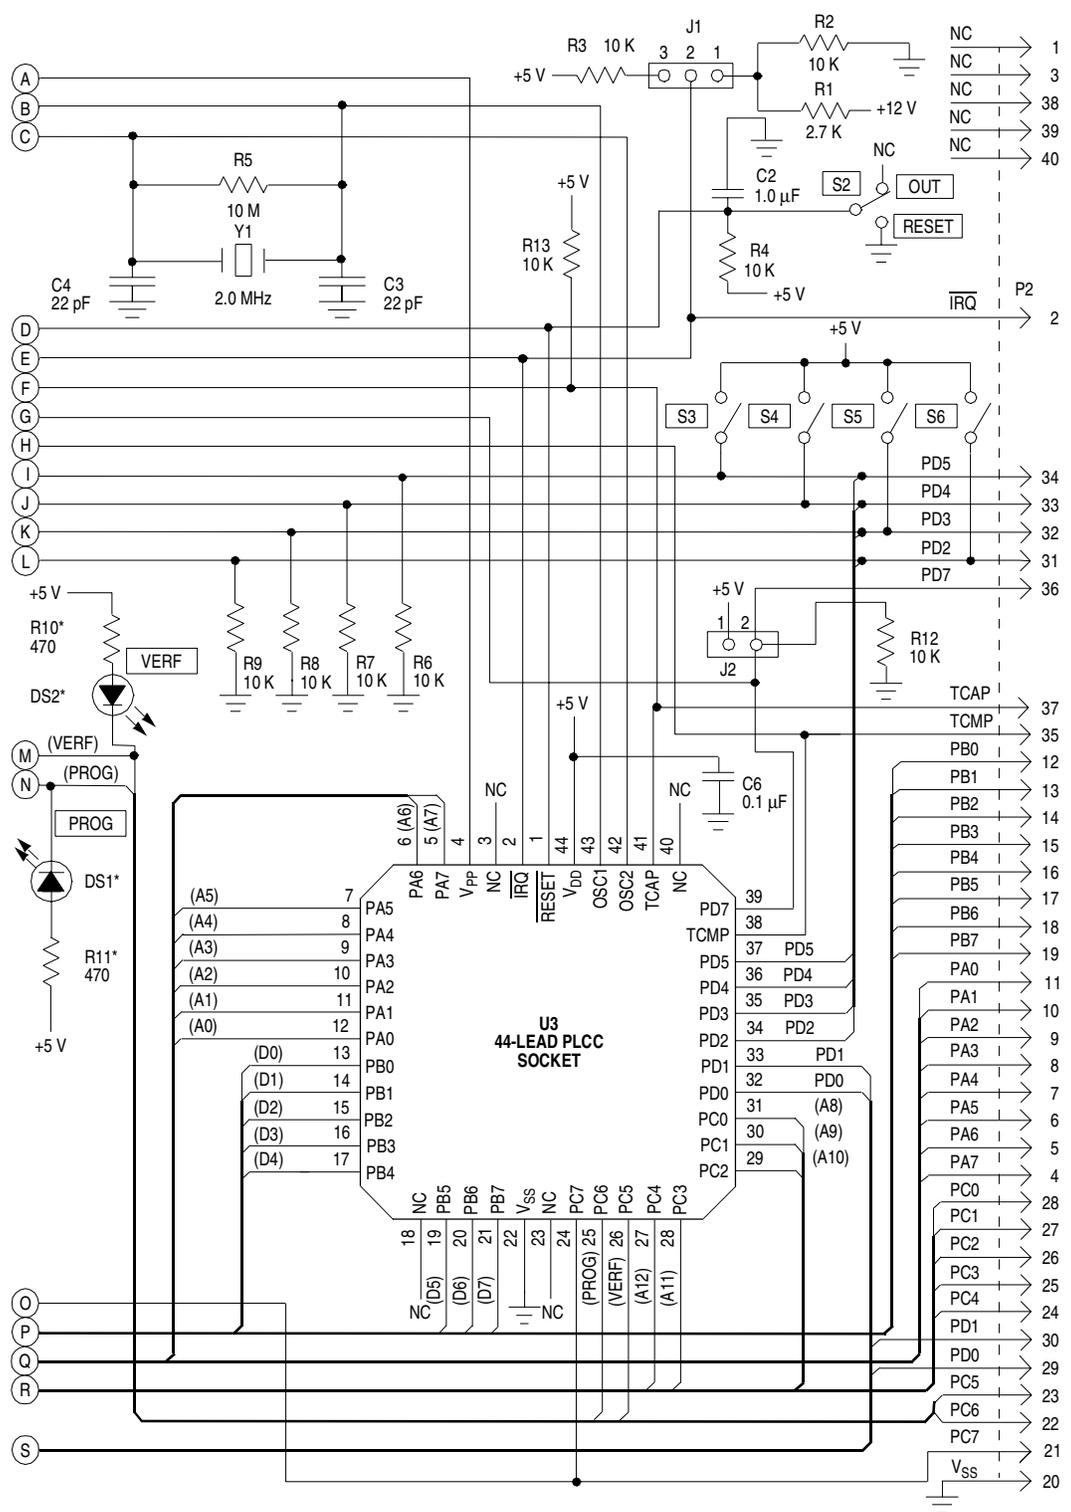 J1
R3 10 K
3 2 1
+5 V
R2
10 K
R1
2.7 K
+12 V
NC 1
NC 3
NC 38
NC 39
NC 40
A
B
C
R5
10 M
Y1
2.0 MHz
C4
22 pF
C3
22 pF
+5 V
R13
10 K
C2
1.0 μF
R4
10 K
+5 V
NC
S2
OUT
RESET
P2
IRQ 2
+5 V
D
E
F
G
H
I
J
K
L
S3 S4 S5 S6
PD5 34
PD4 33
PD3 32
PD2 31
PD7 36
+5 V
R10*
470
VERF
DS2*
R9
10 K
R8
10 K
R7
10 K
R6
10 K
+5 V
1 2
J2
R12
10 K
M (VERF)
N (PROG)
PROG
DS1*
R11*
470
+5 V
+5 V
C6
0.1 μF
TCAP 37
TCMP 35
PB0 12
PB1 13
PB2 14
PB3 15
PB4 16
PB5 17
PB6 18
PB7 19
PA0 11
PA1 10
PA2 9
PA3 8
PA4 7
PA5 6
PA6 5
PA7 4
PC0 28
PC1 27
PC2 26
PC3 25
PC4 24
PD1 30
PD0 29
PC5 23
PC6 22
PC7 21
VSS 20
6 (A6) PA6
5 (A7) PA7
4 VPP
NC 3 NC
2 IRQ
1 RESET
44 VDD
43 OSC1
42 OSC2
41 TCAP
NC 40 NC
(A5) 7 PA5
(A4) 8 PA4
(A3) 9 PA3
(A2) 10 PA2
(A1) 11 PA1
(A0) 12 PA0
(D0) 13 PB0
(D1) 14 PB1
(D2) 15 PB2
(D3) 16 PB3
(D4) 17 PB4
U3
44-LEAD PLCC
SOCKET
PD7 39
TCMP 38
PD5 37 PD5
PD4 36 PD4
PD3 35 PD3
PD2 34 PD2
PD1 33 PD1
PD0 32 PD0
PC0 31 (A8)
PC1 30 (A9)
PC2 29 (A10)
NC 18 NC
PB5 19 (D5)
PB6 20 (D6)
PB7 21 (D7)
VSS 22
NC 23 NC
PC7 24
PC6 25 (PROG)
PC5 26 (VERF)
PC4 27 (A12)
PC3 28 (A11)
O
P
Q
R
S